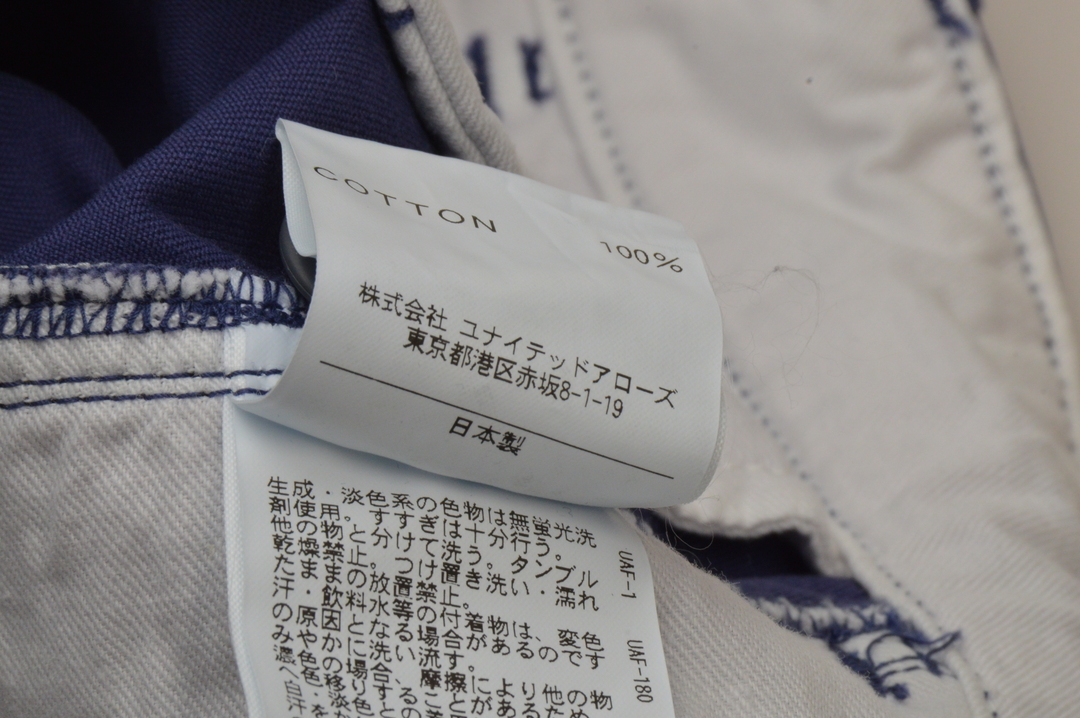 COTTON
100%
株式会社 ユナイテッドアローズ
東京都港区赤坂8-1-19
日本製
生成・淡色系の色物は無蛍光洗
剤使用。すすぎは十分行う。
他の物と分けて洗う。タンブル
乾燥禁止。つけ置き洗い・濡れ
たままの放置禁止。
汗・飲料水等の付着物は、変色
の原因となる場合があるのです
みやかに洗い流す。
濃色の場合、摩擦により他の物
UAF-1
UAF-180